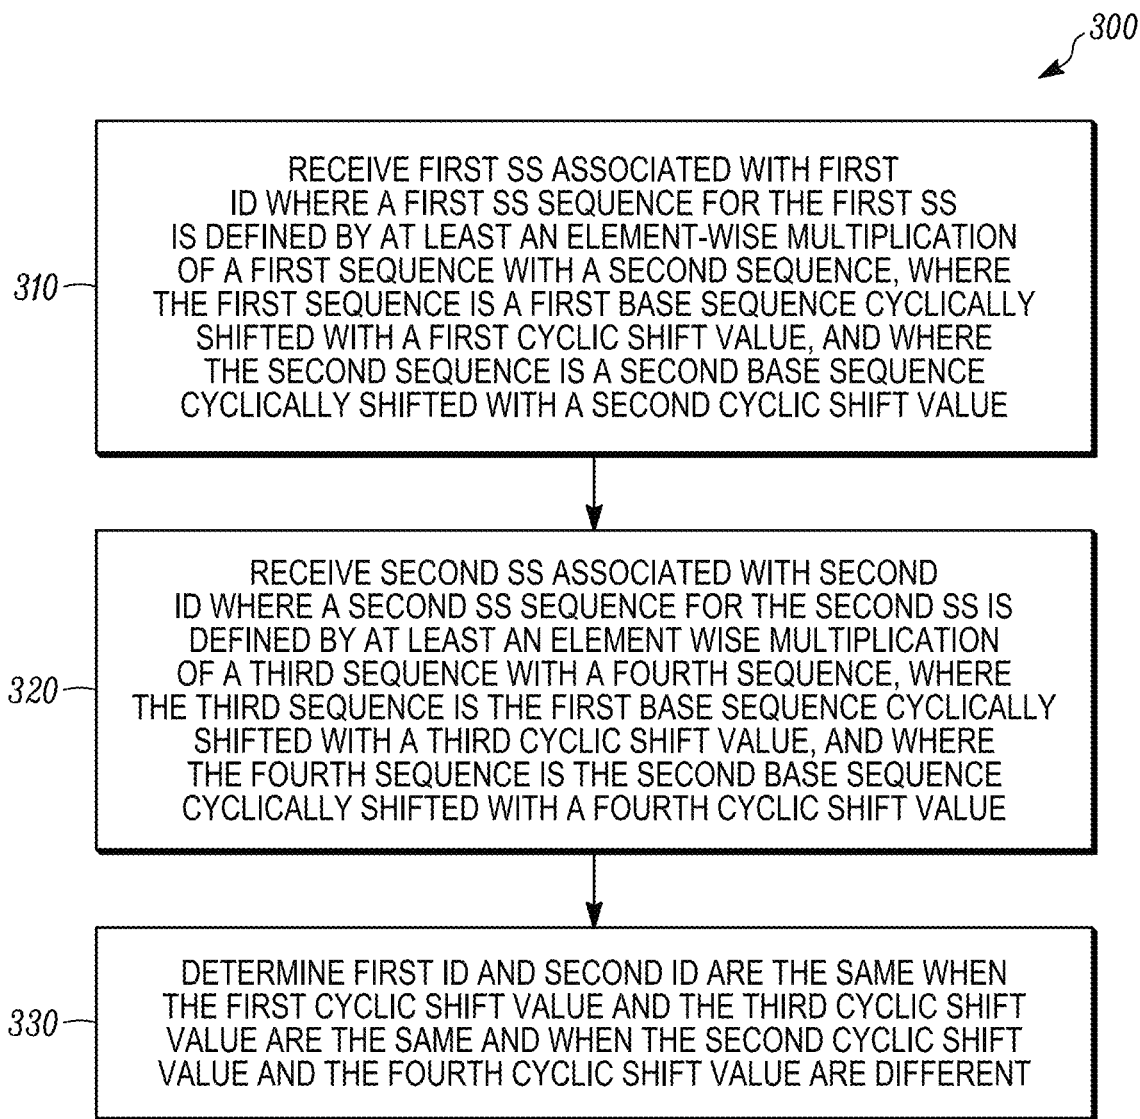 300
RECEIVE FIRST SS ASSOCIATED WITH FIRST
ID WHERE A FIRST SS SEQUENCE FOR THE FIRST SS
IS DEFINED BY AT LEAST AN ELEMENT-WISE MULTIPLICATION
OF A FIRST SEQUENCE WITH A SECOND SEQUENCE, WHERE
310
THE FIRST SEQUENCE IS A FIRST BASE SEQUENCE CYCLICALLY
SHIFTED WITH A FIRST CYCLIC SHIFT VALUE, AND WHERE
THE SECOND SEQUENCE IS A SECOND BASE SEQUENCE
CYCLICALLY SHIFTED WITH A SECOND CYCLIC SHIFT VALUE
RECEIVE SECOND SS ASSOCIATED WITH SECOND
ID WHERE A SECOND SS SEQUENCE FOR THE SECOND SS IS
DEFINED BY AT LEAST AN ELEMENT WISE MULTIPLICATION
OF A THIRD SEQUENCE WITH A FOURTH SEQUENCE, WHERE
320
THE THIRD SEQUENCE IS THE FIRST BASE SEQUENCE CYCLICALLY
SHIFTED WITH A THIRD CYCLIC SHIFT VALUE, AND WHERE
THE FOURTH SEQUENCE IS THE SECOND BASE SEQUENCE
CYCLICALLY SHIFTED WITH A FOURTH CYCLIC SHIFT VALUE
DETERMINE FIRST ID AND SECOND ID ARE THE SAME WHEN
THE FIRST CYCLIC SHIFT VALUE AND THE THIRD CYCLIC SHIFT
330
VALUE ARE THE SAME AND WHEN THE SECOND CYCLIC SHIFT
VALUE AND THE FOURTH CYCLIC SHIFT VALUE ARE DIFFERENT